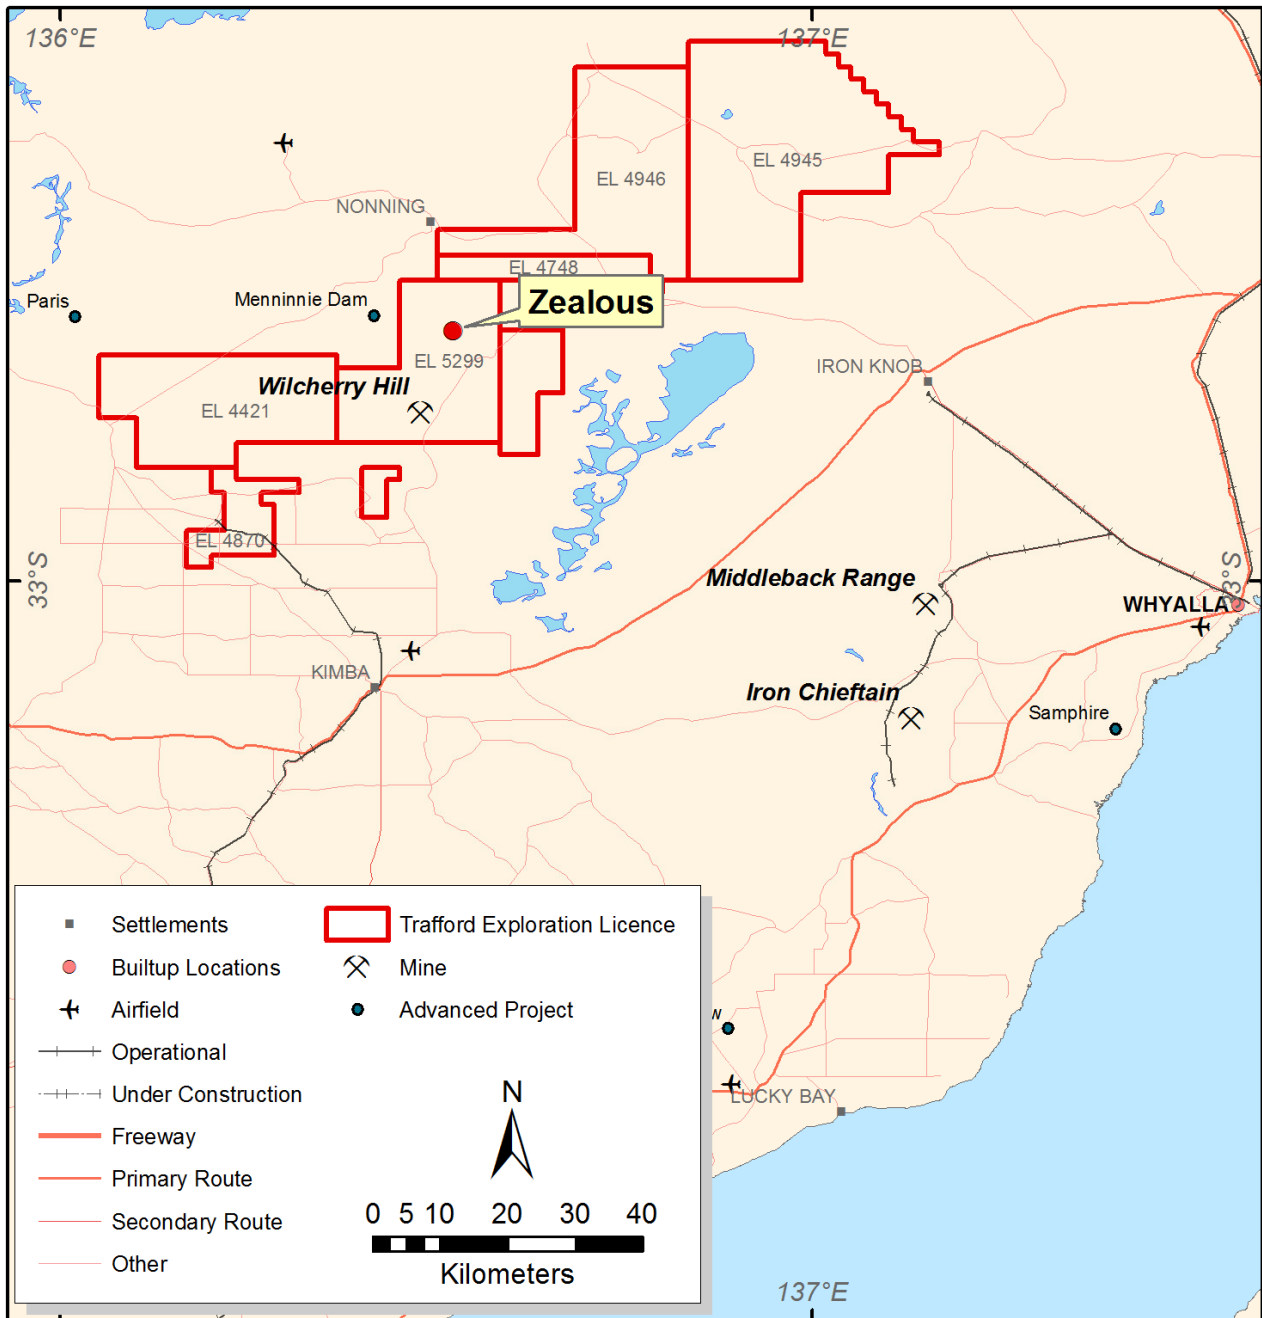 136°E
137°E
EL 4945
EL 4946
NONNING
EL 4748
Paris
Menninnie Dam
Zealous
EL 5299
IRON KNOB
Wilcherry Hill
EL 4421
EL 4870
33°S
33°S
Middleback Range
WHYALLA
KIMBA
Iron Chieftain
Samphire
Settlements
Trafford Exploration Licence
Builtup Locations
Mine
Airfield
Advanced Project
w
Operational
Under Construction
N
LUCKY BAY
Freeway
Primary Route
Secondary Route
0 5 10 20 30 40
Other
Kilometers
137°E